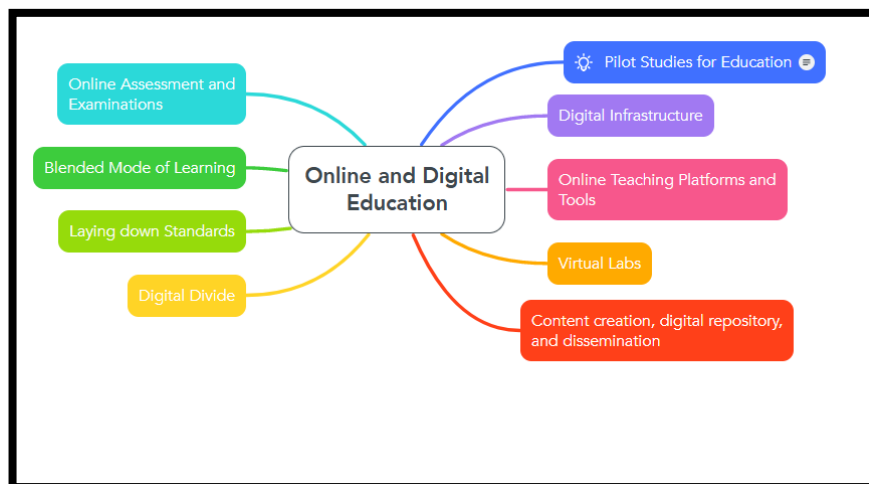 Online and Digital
Education
Pilot Studies for Education
Digital Infrastructure
Online Teaching Platforms and
Tools
Virtual Labs
Content creation, digital repository,
and dissemination
Online Assessment and
Examinations
Blended Mode of Learning
Laying down Standards
Digital Divide